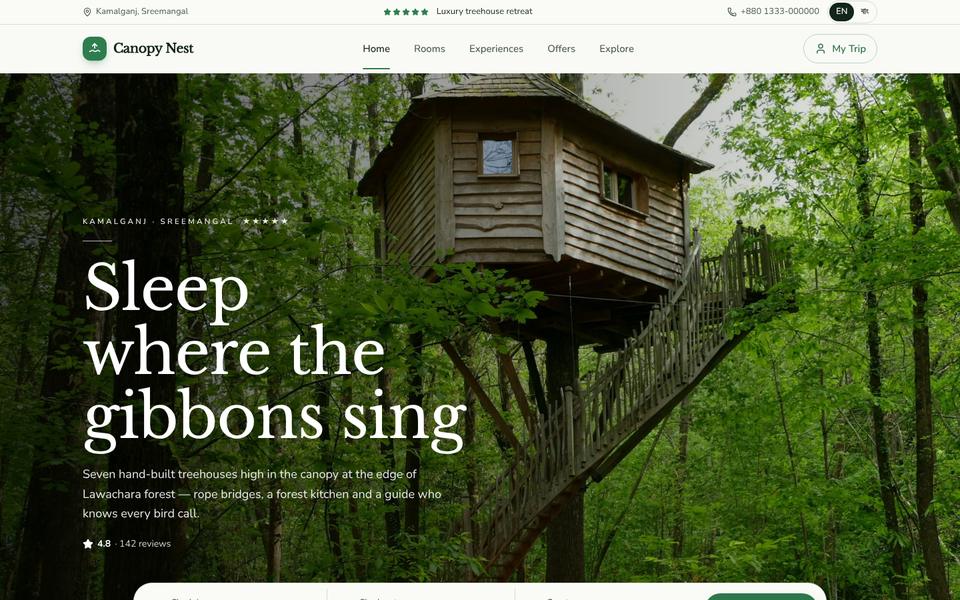 Kamalganj, Sreemangal
Luxury treehouse retreat
+880 1333-000000
EN
বাং
Canopy Nest
Home
Rooms
Experiences
Offers
Explore
My Trip
KAMALGANJ · SREEMANGAL ★★★★★
Sleep
where the
gibbons sing
Seven hand-built treehouses high in the canopy at the edge of
Lawachara forest — rope bridges, a forest kitchen and a guide who
knows every bird call.
4.8 · 142 reviews